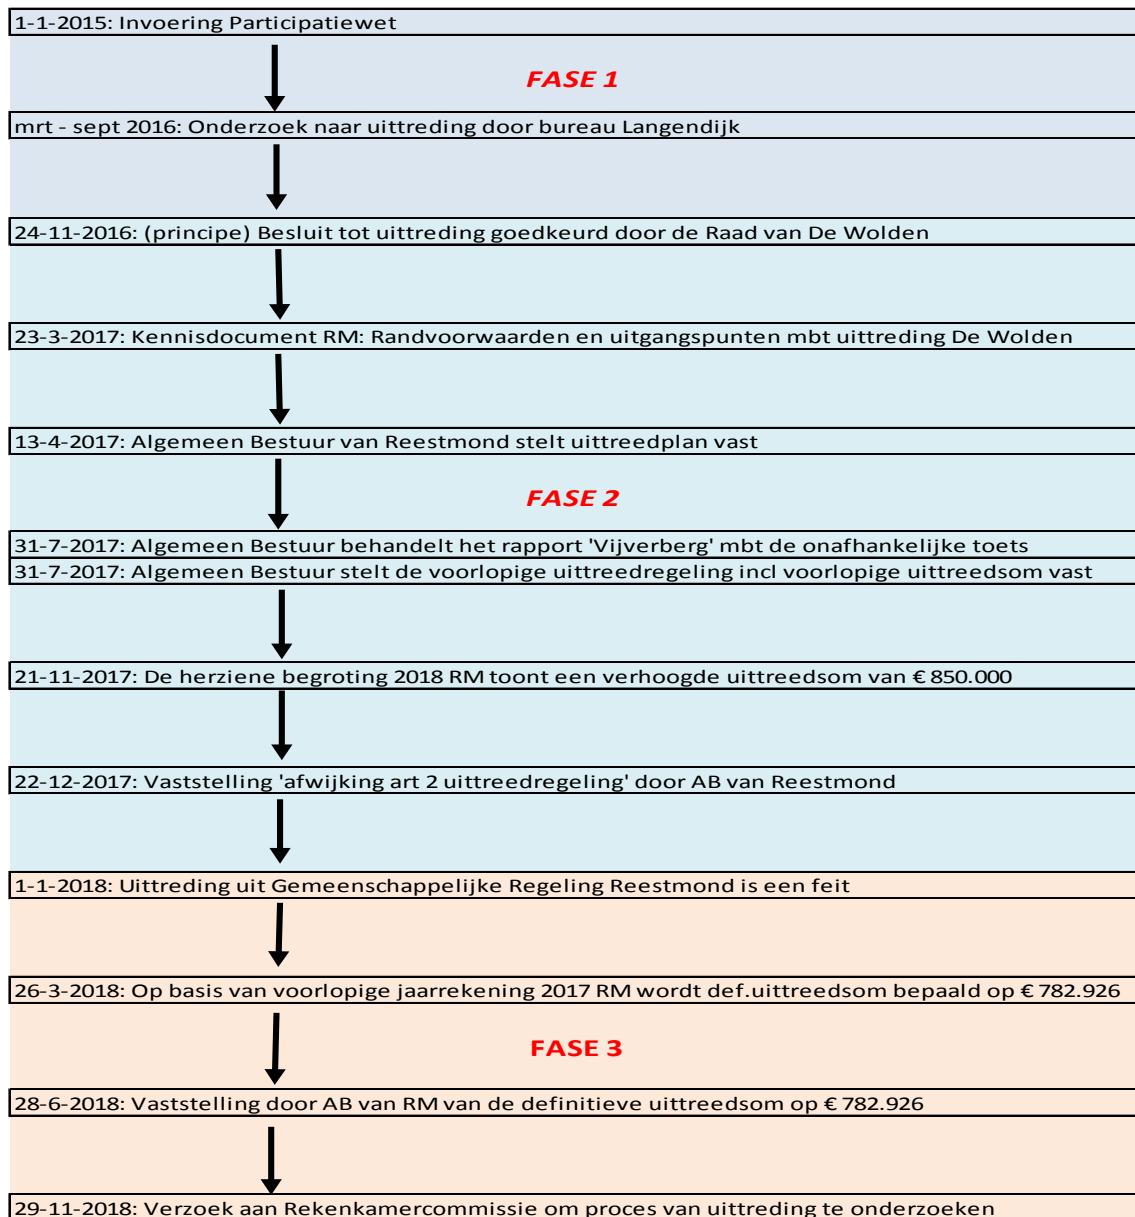 1-1-2015: Invoering Participatiewet
FASE 1
mrt - sept 2016: Onderzoek naar uittreding door bureau Langendijk
24-11-2016: (principe) Besluit tot uittreding goedkeurd door de Raad van De Wolden
23-3-2017: Kennisdocument RM: Randvoorwaarden en uitgangspunten mbt uittreding De Wolden
13-4-2017: Algemeen Bestuur van Reestmond stelt uittreedplan vast
FASE 2
31-7-2017: Algemeen Bestuur behandelt het rapport 'Vijverberg' mbt de onafhankelijke toets
31-7-2017: Algemeen Bestuur stelt de voorlopige uittreedregeling incl voorlopige uittreedsom vast
21-11-2017: De herziene begroting 2018 RM toont een verhoogde uittreedsom van € 850.000
22-12-2017: Vaststelling 'afwijking art 2 uittreedregeling' door AB van Reestmond
1-1-2018: Uittreding uit Gemeenschappelijke Regeling Reestmond is een feit
26-3-2018: Op basis van voorlopige jaarrekening 2017 RM wordt def.uittreedsom bepaald op € 782.926
FASE 3
28-6-2018: Vaststelling door AB van RM van de definitieve uittreedsom op € 782.926
29-11-2018: Verzoek aan Rekenkamercommissie om proces van uittreding te onderzoeken